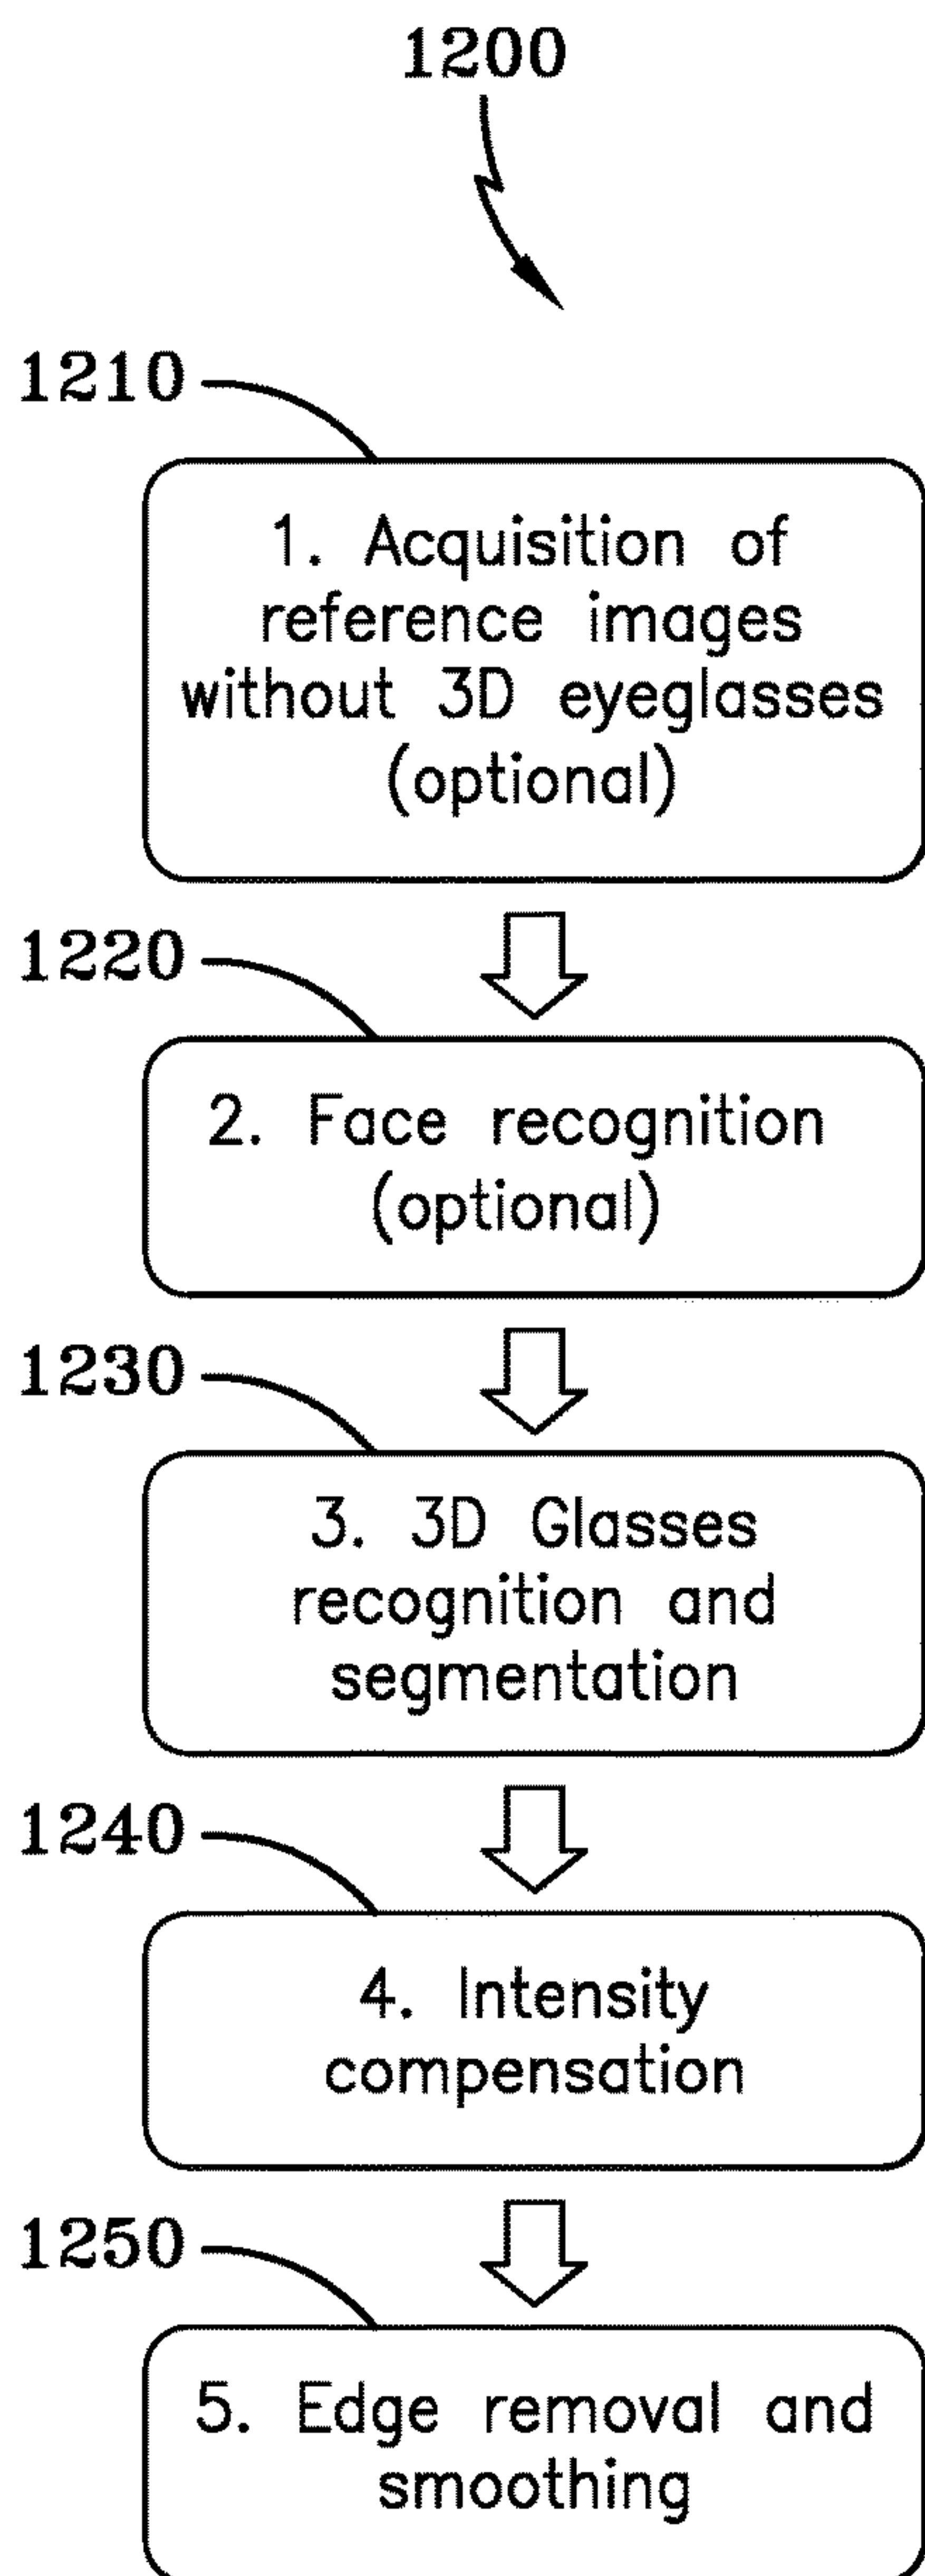 1200
1210
1. Acquisition of
reference images
without 3D eyeglasses
(optional)
1220
2. Face recognition
(optional)
1230
3. 3D Glasses
recognition and
segmentation
1240
4. Intensity
compensation
1250
5. Edge removal and
smoothing